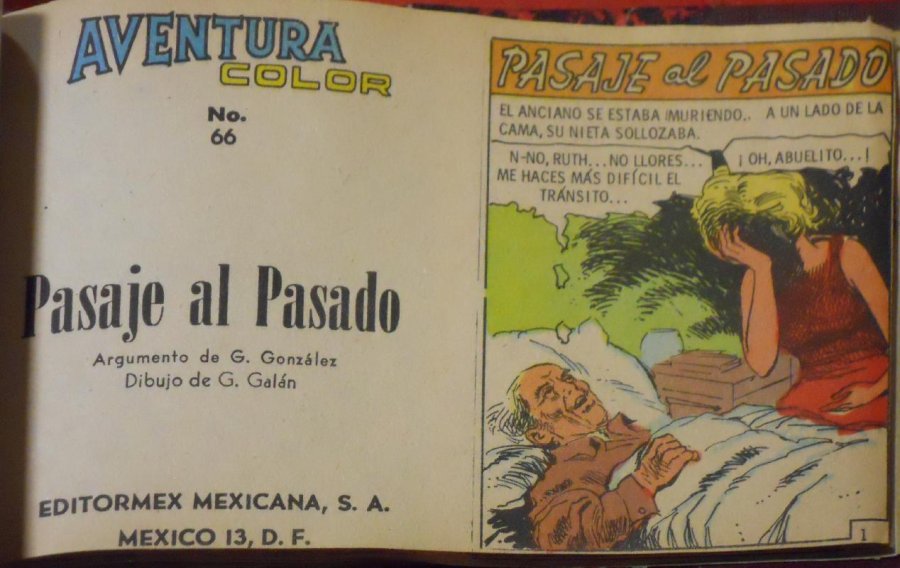 AVENTURA
COLOR
No.
66
Pasaje al Pasado
Argumento de G. González
Dibujo de G. Galán
EDITORMEX MEXICANA, S. A.
MEXICO 13, D. F.
PASAJE al PASADO
EL ANCIANO SE ESTABA MURIENDO.. A UN LADO DE LA
CAMA, SU NIETA SOLLOZABA.
N-NO, RUTH...NO LLORES...
ME HACES MÁS DIFÍCIL EL
TRÁNSITO...
¡OH, ABUELITO...!
1